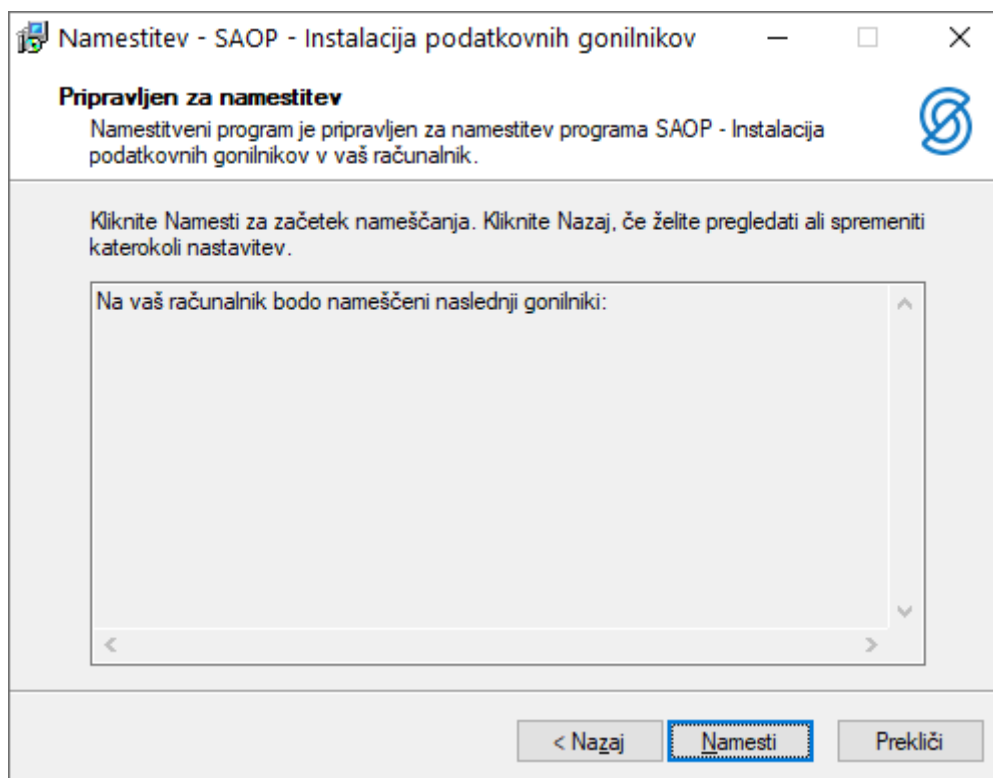 Namestitev - SAOP - Instalacija podatkovnih gonilnikov
Pripravljen za namestitev
Namestitveni program je pripravljen za namestitev programa SAOP - Instalacija
podatkovnih gonilnikov v vaš računalnik.
Kliknite Namesti za začetek nameščanja. Kliknite Nazaj, če želite pregledati ali spremeniti
katerokoli nastavitev.
Na vaš računalnik bodo nameščeni naslednji gonilniki:
< Nazaj
Namesti
Prekliči